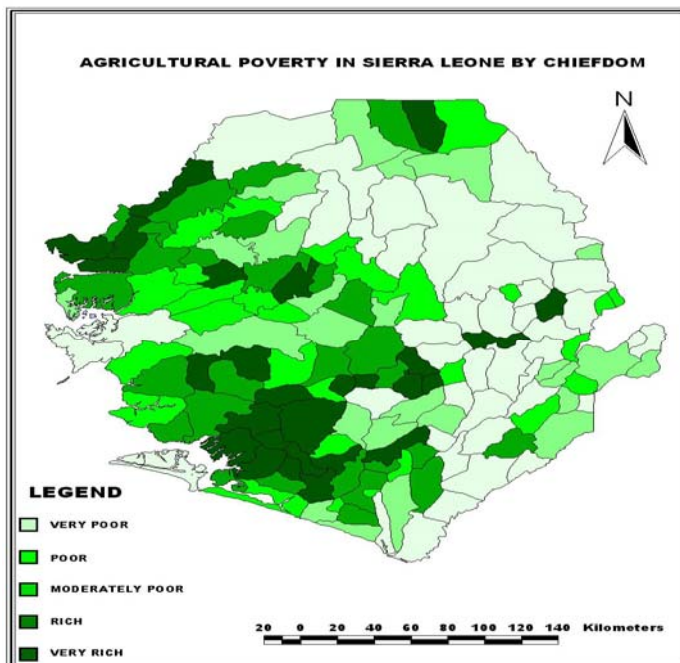 AGRICULTURAL POVERTY IN SIERRA LEONE BY CHIEFDOM
N
LEGEND
VERY POOR
POOR
MODERATELY POOR
RICH
VERY RICH
20 0 20 40 60 80 100 120 140 Kilometers